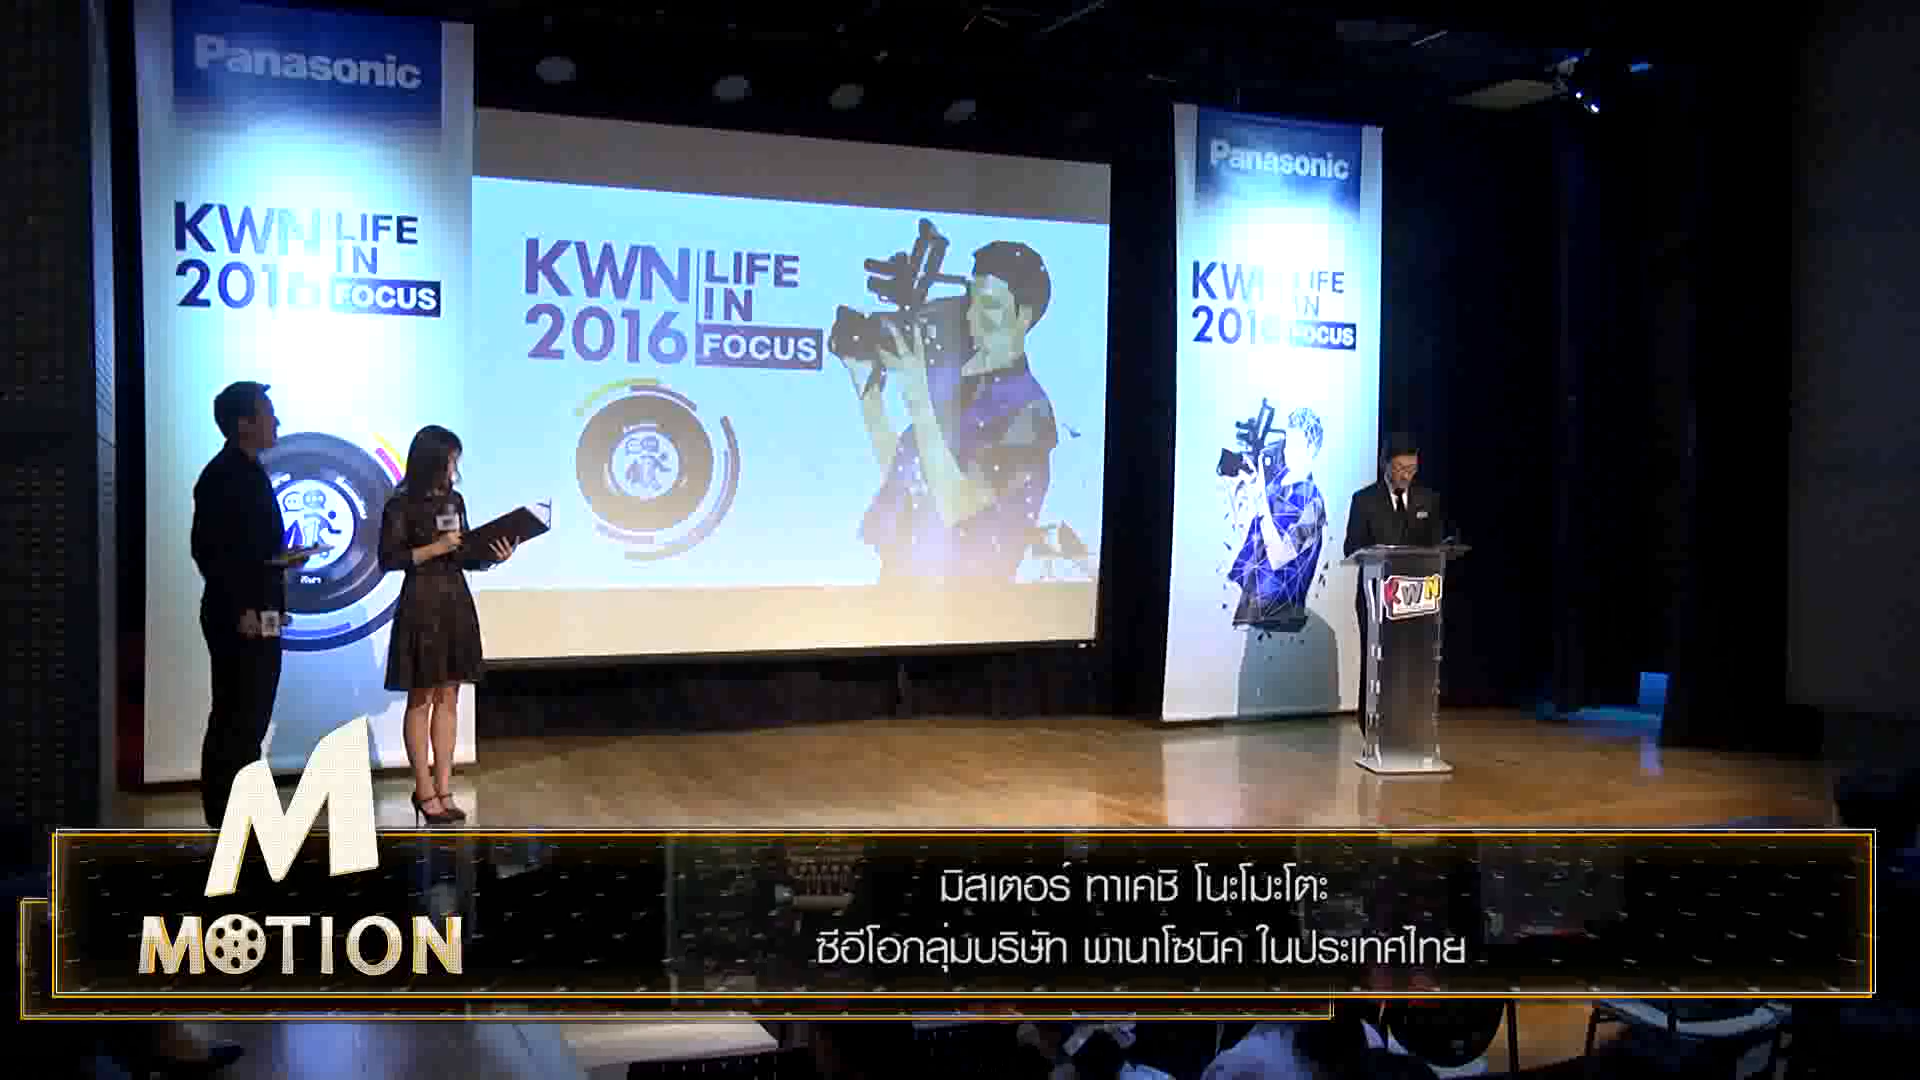 Panasonic
KWN LIFE
2016 IN
FOCUS
KWN LIFE
2016 IN
FOCUS
Panasonic
KWN LIFE
2016 IN
FOCUS
KWN
M
MOTION
มิสเตอร์ ทาเคชิ โนะโมะโตะ
ซีอีโอกลุ่มบริษัท พานาโซนิค ในประเทศไทย